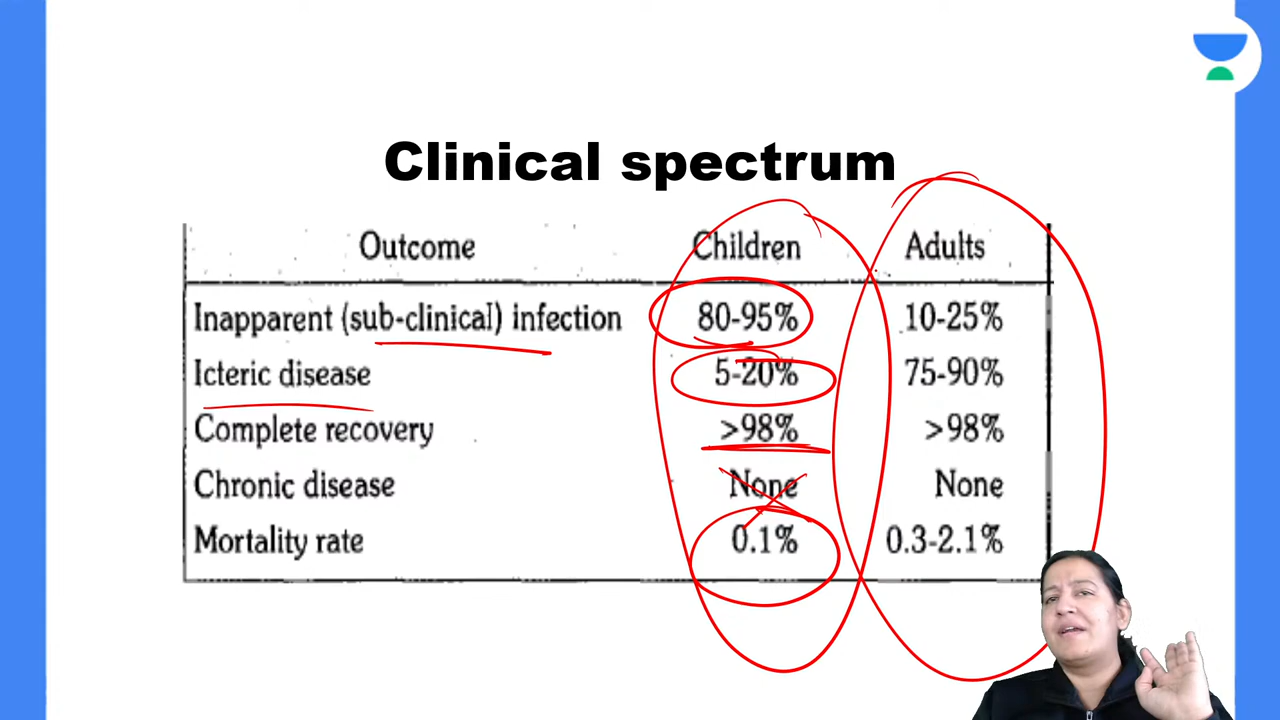 Clinical spectrum
Outcome Children Adults
Inapparent (sub-clinical) infection 80-95% 10-25%
Icteric disease 5-20% 75-90%
Complete recovery >98% >98%
Chronic disease None None
Mortality rate 0.1% 0.3-2.1%